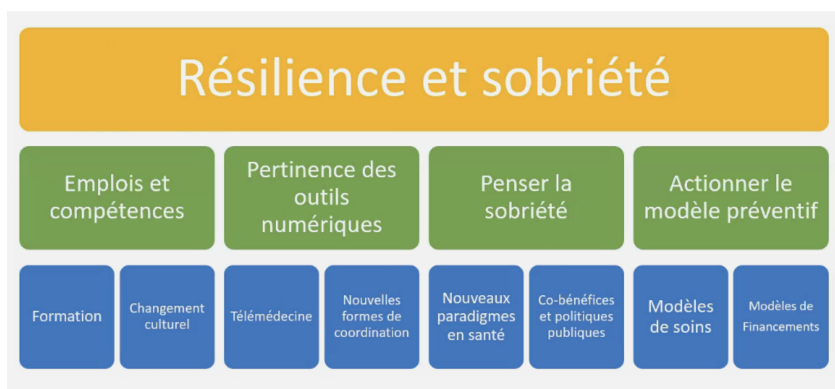 Résilience et sobriété
Emplois et
compétences
Pertinence des
outils
numériques
Penser la
sobriété
Actionner le
modèle préventif
Formation
Changement
culturel
Télémédecine
Nouvelles
formes de
coordination
Nouveaux
paradigmes
en santé
Co-bénéfices
et politiques
publiques
Modèles
de soins
Modèles de
Financements